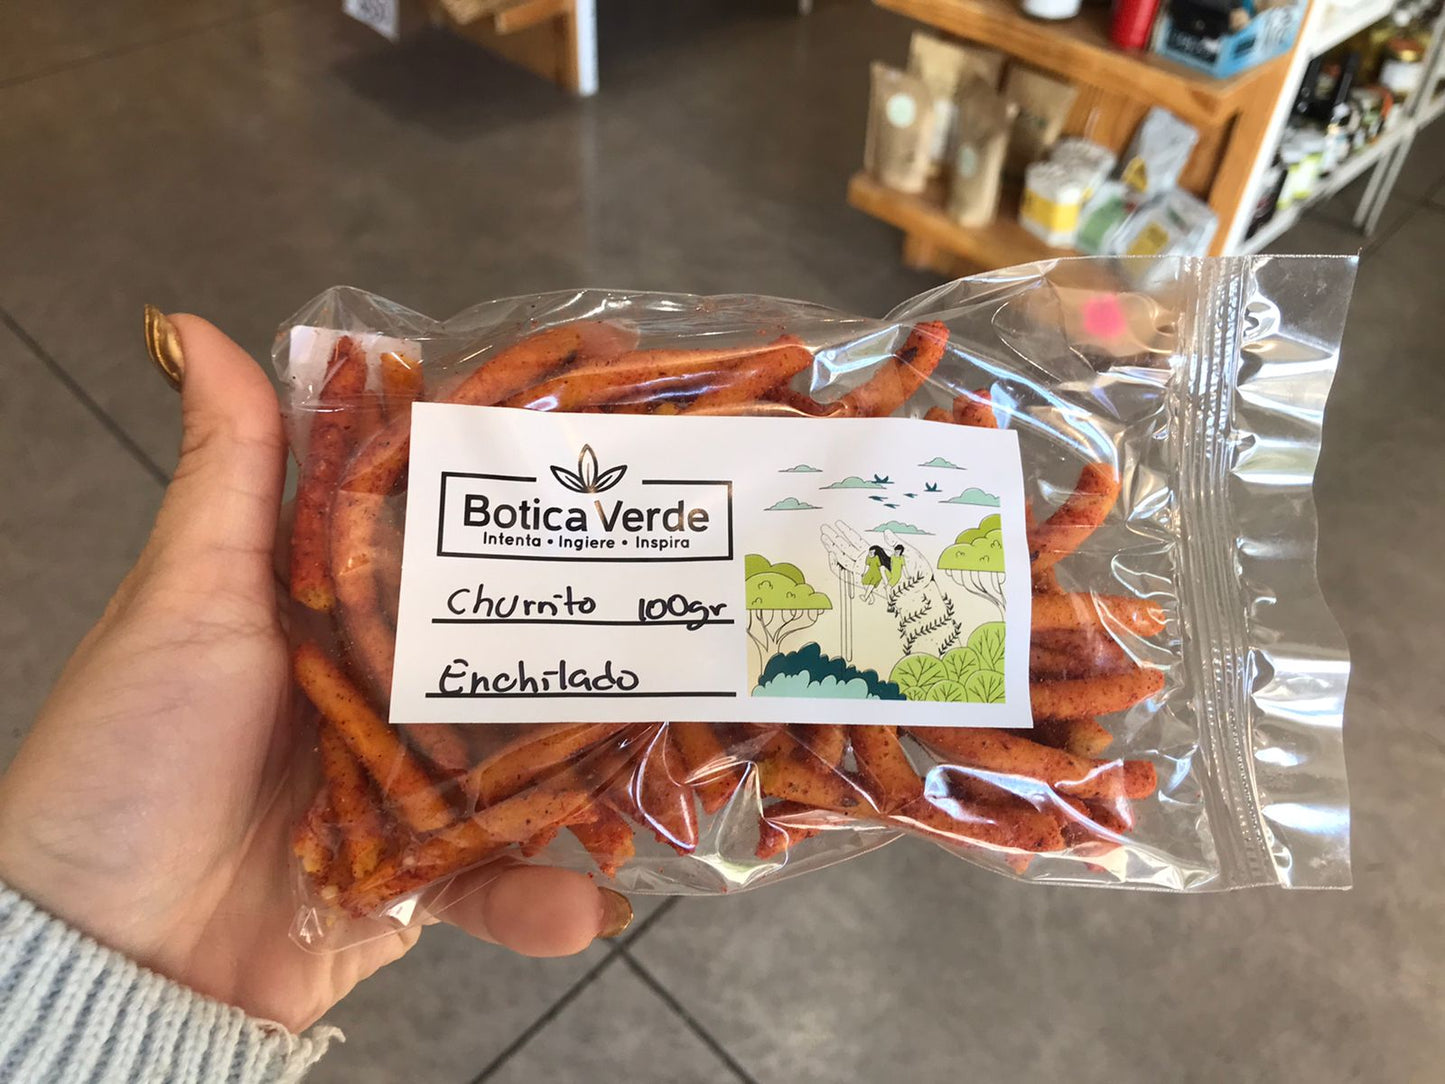 Botica Verde
Intenta • Ingiere • Inspira
Churrito 100gr
Enchilado